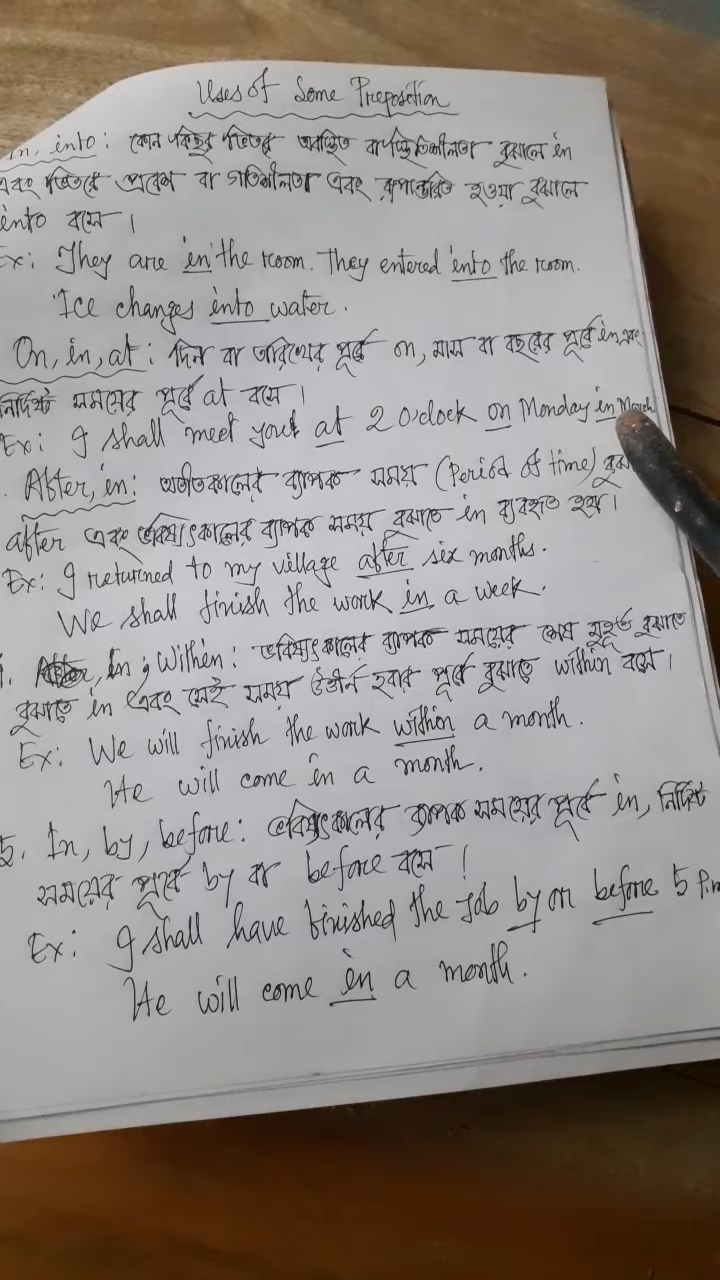 Uses of Some Preposition
In, into: কোন কিছুর ভিতর অবস্থিত বা স্থিতিশীলতা বুঝালে in
এবং ভিতরে প্রবেশ বা গতিশীলতা এবং রূপান্তরিত হওয়া বুঝালে
into বসে।
Ex: They are in the room. They entered into the room.
Ice changes into water.
On, in, at: দিন বা তারিখের পূর্বে on, মাস বা বছরের পূর্বে in এবং
নির্দিষ্ট সময়ের পূর্বে at বসে।
Ex: I shall meet you at 2 O'clock on Monday in March
After, in: অতীতকালের ব্যাপক সময় (Period of time)
after এবং ভবিষ্যৎকালের ব্যাপক সময় বুঝাতে in ব্যবহৃত হয়।
Ex: I returned to my village after six months.
We shall finish the work in a week.
In, Within: ভবিষ্যৎকালের ব্যাপক সময়ের শেষ মুহূর্ত বুঝাতে
বুঝাতে in এবং সেই সময় উত্তীর্ন হবার পূর্বে বুঝাতে within বসে।
Ex: We will finish the work within a month.
He will come in a month.
5. In, by, before: ভবিষ্যৎকালের ব্যাপক সময়ের পূর্বে in, নির্দিষ্ট
সময়ের পূর্বে by বা before বসে।
Ex: I shall have finished the job by or before 5 P.m
He will come in a month.